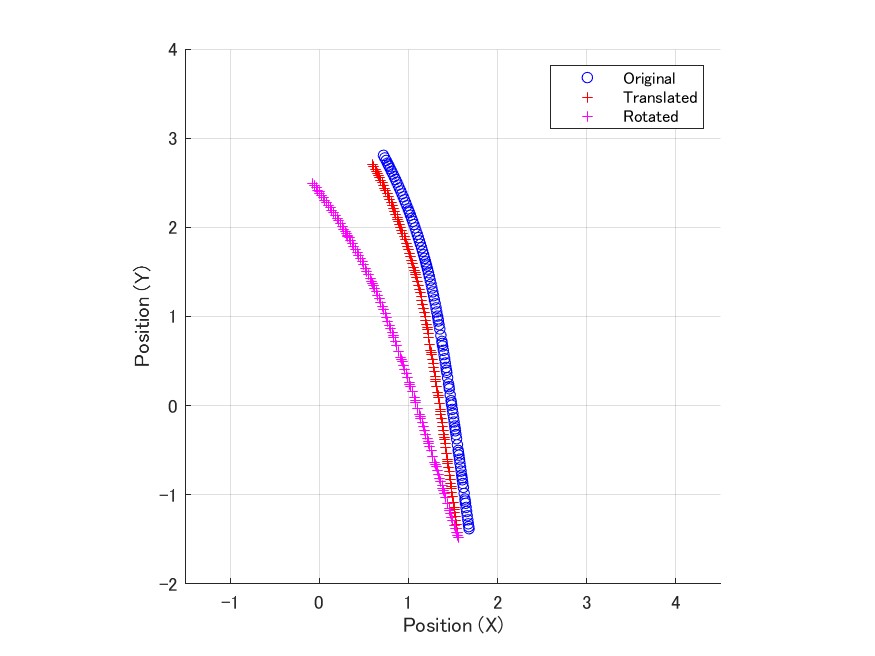 4
Original
Translated
Rotated
3
2
1
0
-1
-2
Position (Y)
-1 0 1 2 3 4
Position (X)